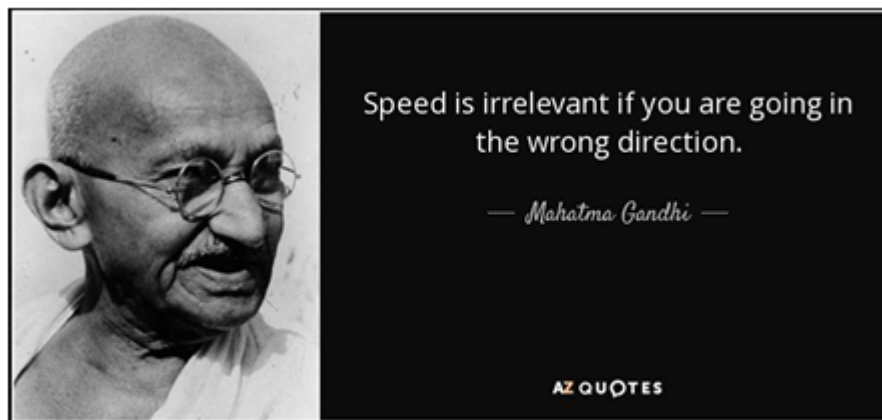 Speed is irrelevant if you are going in
the wrong direction.
— Mahatma Gandhi —
AZ QUOTES